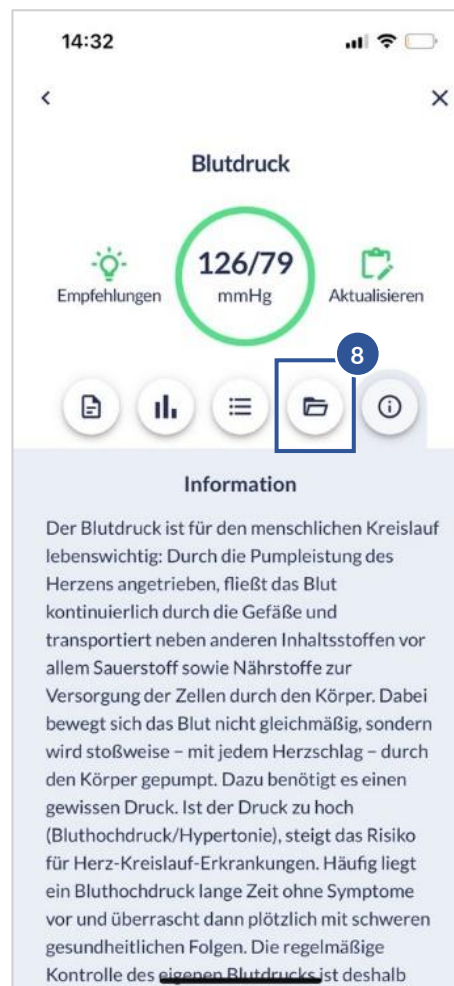 14:32
Blutdruck
126/79
mmHg
Empfehlungen
Aktualisieren
8
Information
Der Blutdruck ist für den menschlichen Kreislauf
lebenswichtig: Durch die Pumpleistung des
Herzens angetrieben, fließt das Blut
kontinuierlich durch die Gefäße und
transportiert neben anderen Inhaltsstoffen vor
allem Sauerstoff sowie Nährstoffe zur
Versorgung der Zellen durch den Körper. Dabei
bewegt sich das Blut nicht gleichmäßig, sondern
wird stoßweise – mit jedem Herzschlag – durch
den Körper gepumpt. Dazu benötigt es einen
gewissen Druck. Ist der Druck zu hoch
(Bluthochdruck/Hypertonie), steigt das Risiko
für Herz-Kreislauf-Erkrankungen. Häufig liegt
ein Bluthochdruck lange Zeit ohne Symptome
vor und überrascht dann plötzlich mit schweren
gesundheitlichen Folgen. Die regelmäßige
Kontrolle des eigenen Blutdrucks ist deshalb